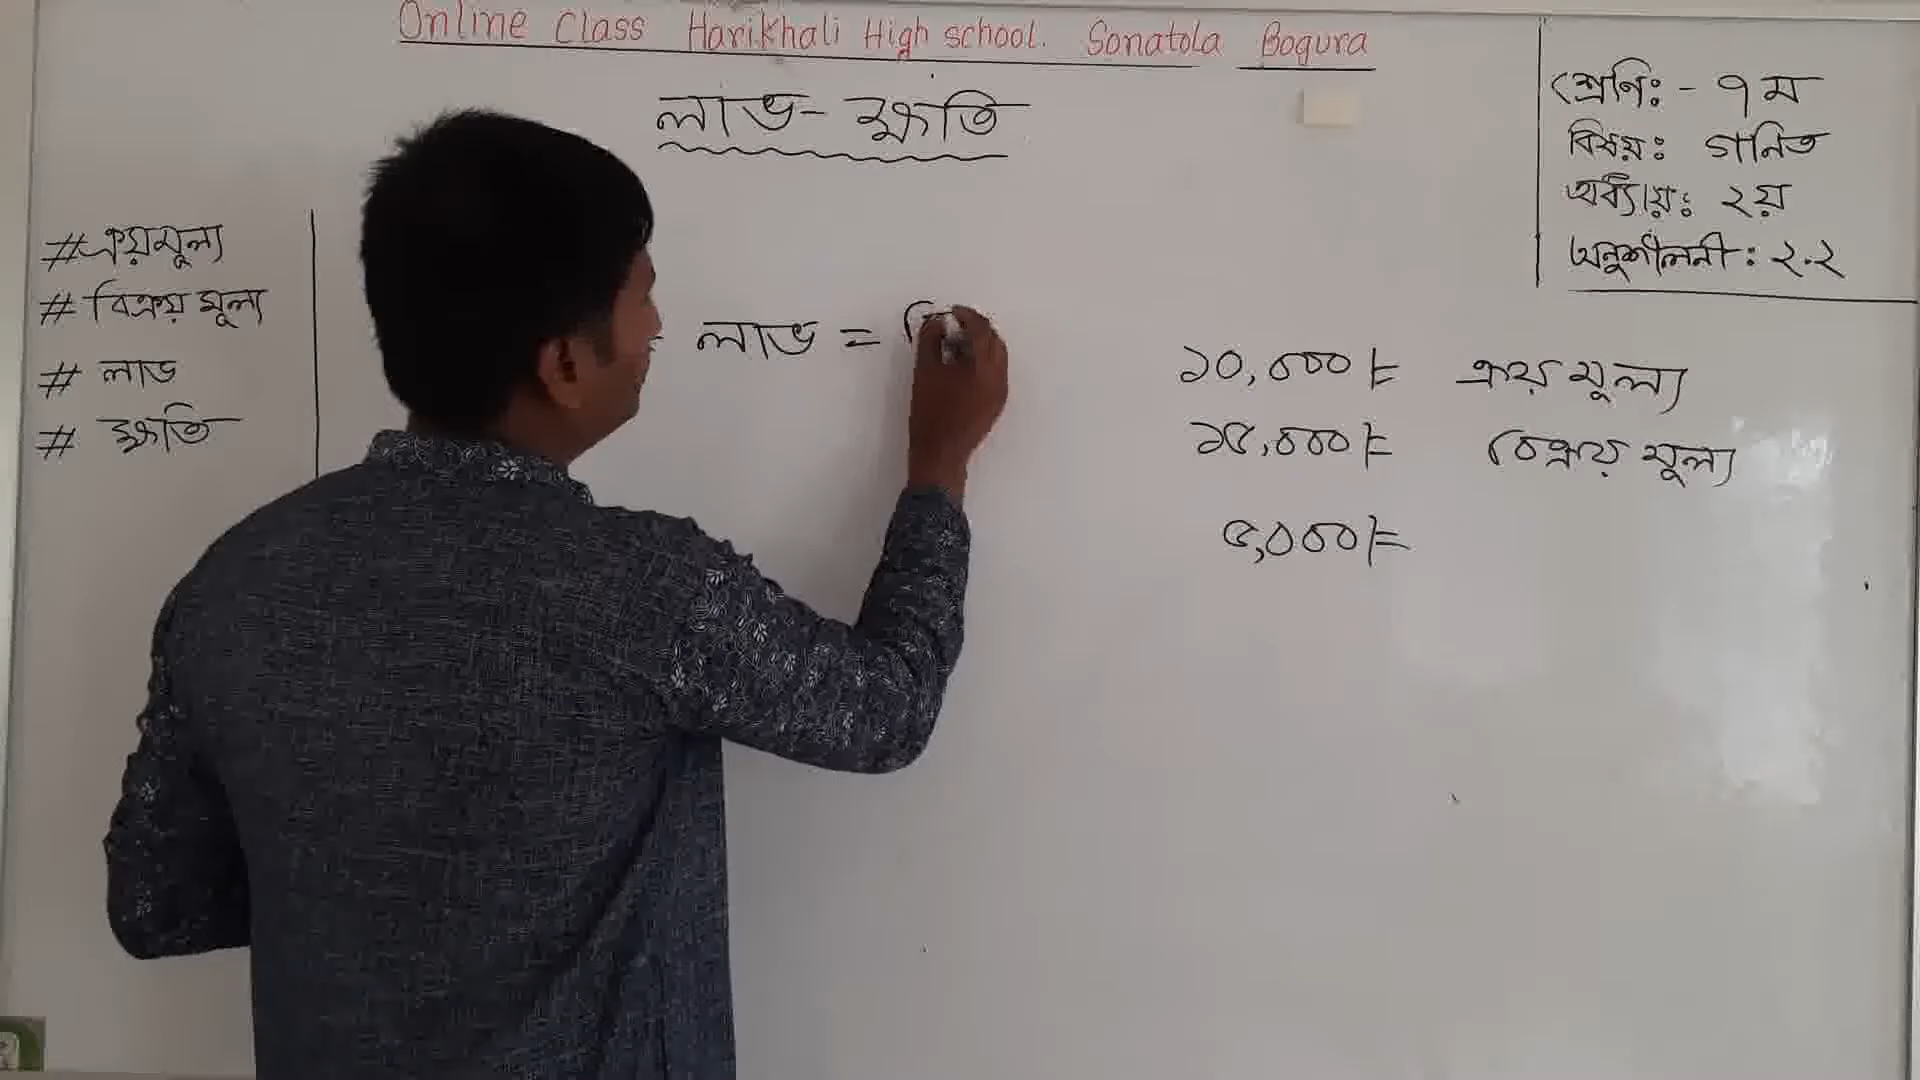 Online Class Harikhali High school. Sonatola Bogura
লাভ - ক্ষতি
শ্রেণিঃ - ৭ম
বিষয়ঃ গনিত
অধ্যায়ঃ ২য়
অনুশীলনী : ২.২
# ক্রয়মূল্য
# বিক্রয় মূল্য
# লাভ
# ক্ষতি
লাভ = বি
১০,০০০/= ক্রয় মূল্য
১৫,০০০/= বিক্রয় মূল্য
৫,০০০/=